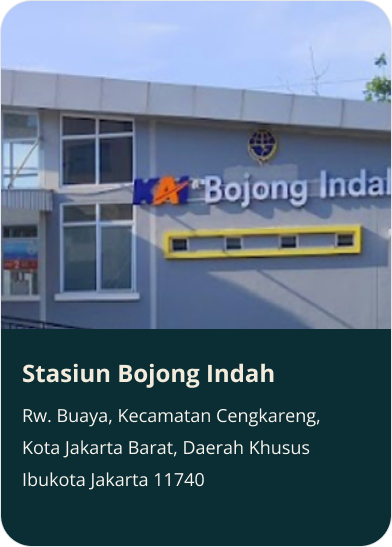 KAI Bojong Indah
Stasiun Bojong Indah
Rw. Buaya, Kecamatan Cengkareng,
Kota Jakarta Barat, Daerah Khusus
Ibukota Jakarta 11740